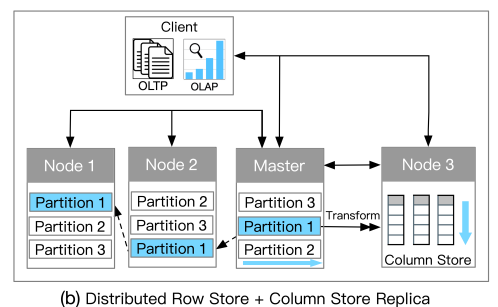 Client
OLTP
OLAP
Node 1
Node 2
Master
Node 3
Partition 1
Partition 2
Partition 3
Partition 2
Partition 3
Partition 1
Partition 3
Partition 1
Partition 2
Transform
Column Store
(b) Distributed Row Store + Column Store Replica